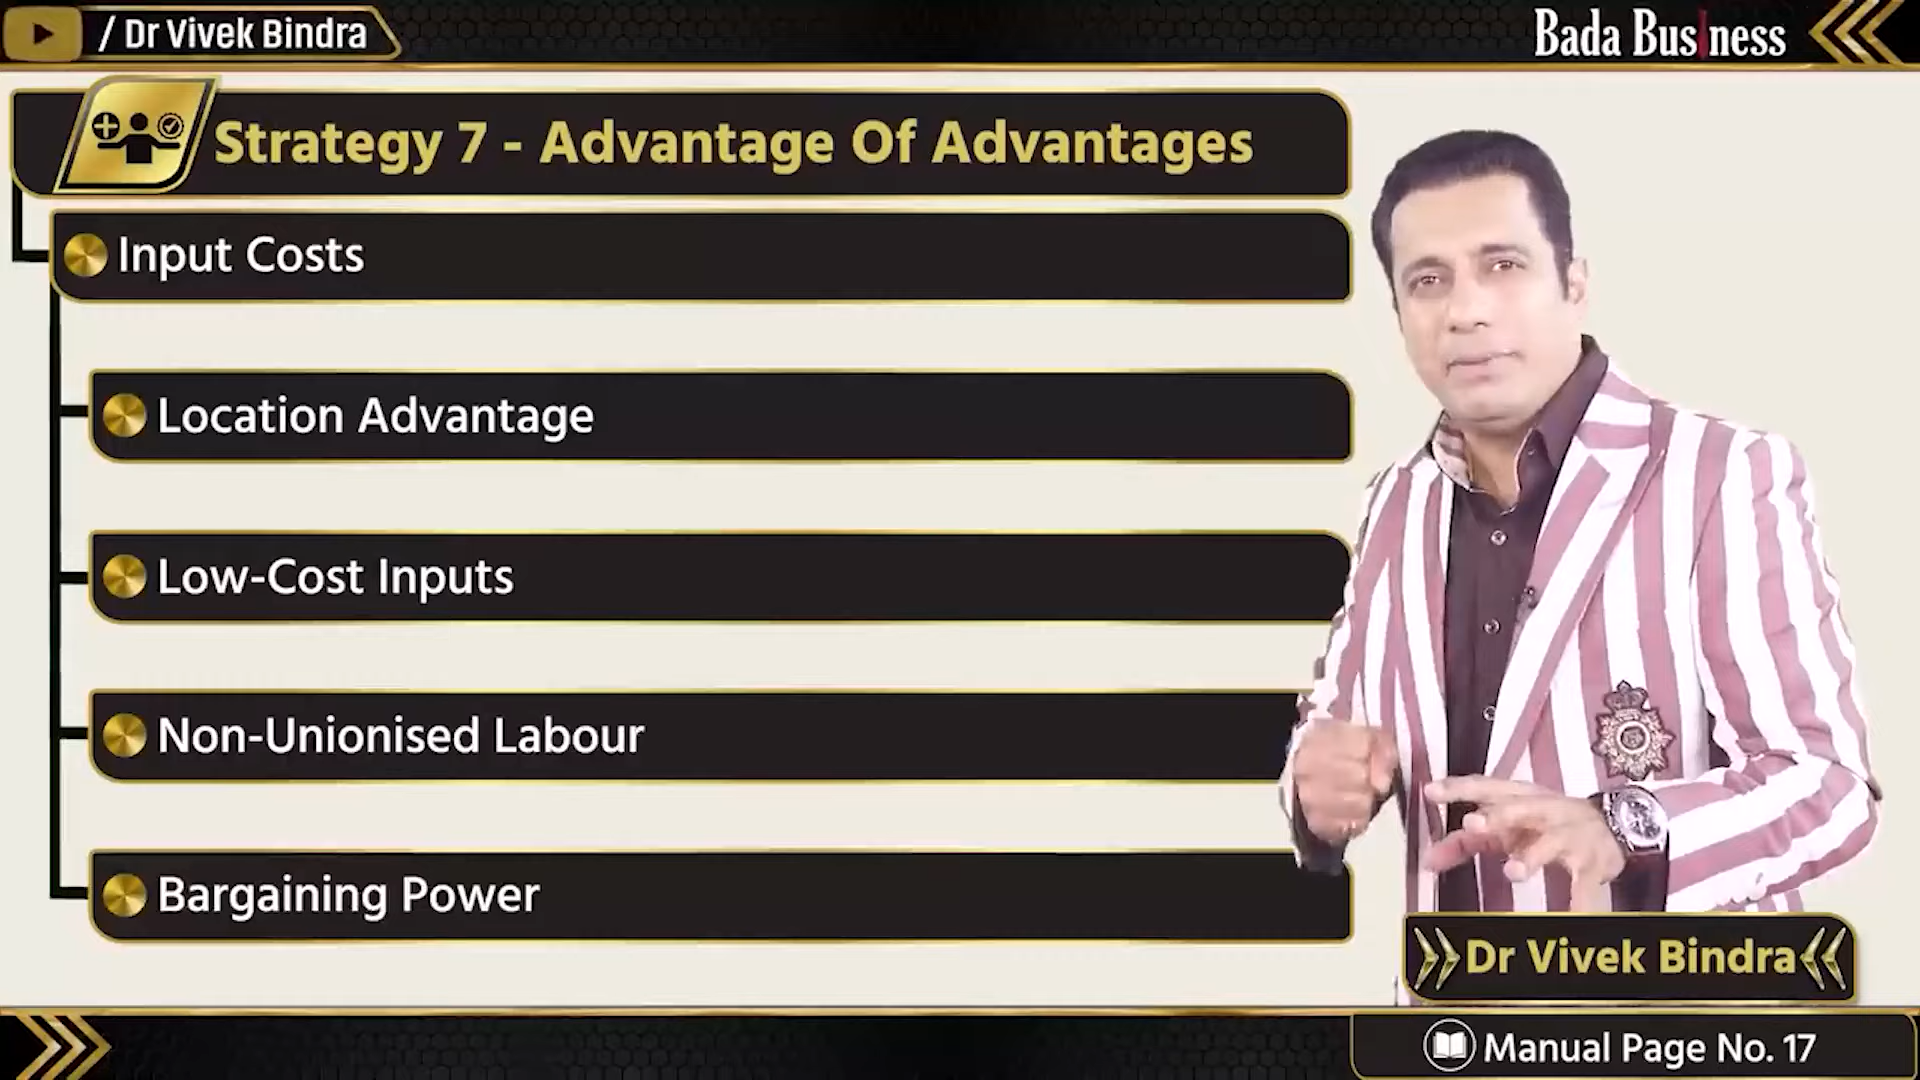 / Dr Vivek Bindra
Bada Business
Strategy 7 - Advantage Of Advantages
Input Costs
Location Advantage
Low-Cost Inputs
Non-Unionised Labour
Bargaining Power
Dr Vivek Bindra
Manual Page No. 17